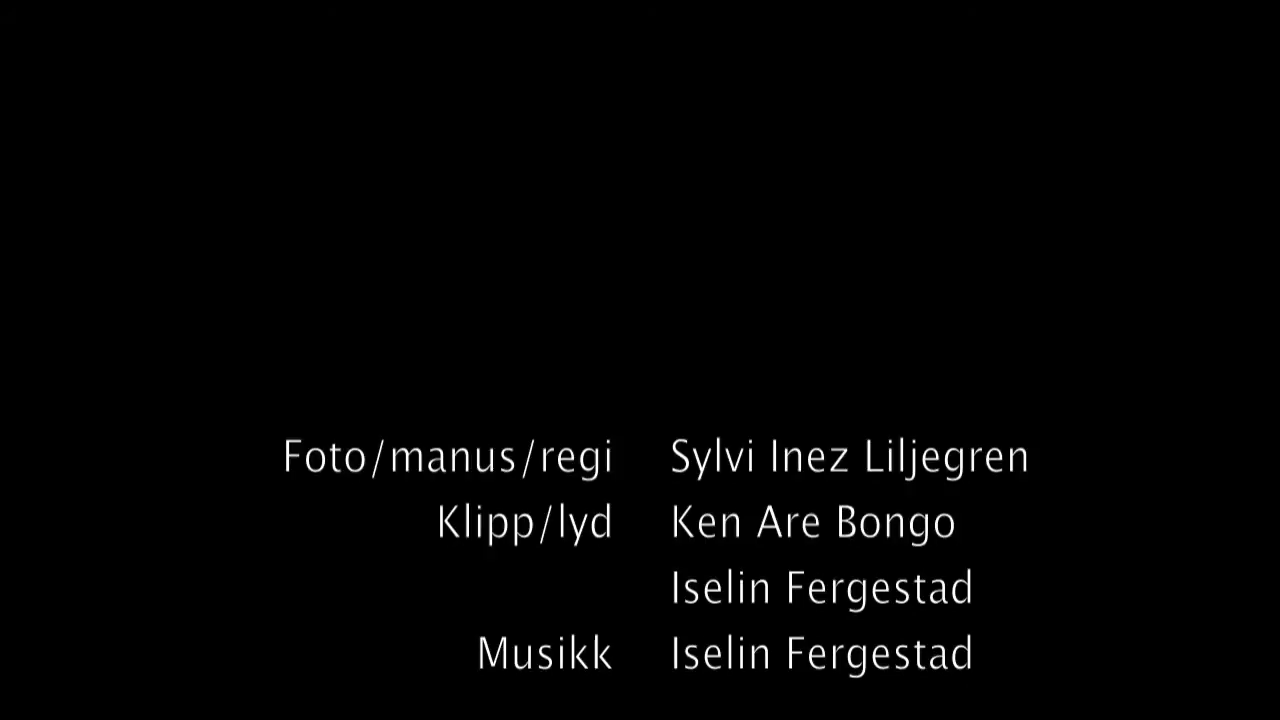 Foto/manus/regi Sylvi Inez Liljegren
Klipp/lyd Ken Are Bongo
Iselin Fergestad
Musikk Iselin Fergestad